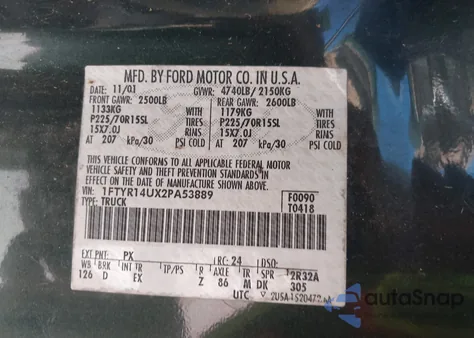 MFD. BY FORD MOTOR CO. IN U.S.A.
DATE: 11/01 GVWR: 4740LB/ 2150KG
FRONT GAWR: 2500LB REAR GAWR: 2600LB
1133KG WITH 1179KG WITH
P225/70R15SL TIRES P225/70R15SL TIRES
15X7.0J RIMS 15X7.0J RIMS
AT 207 kPa/30 PSI COLD AT 207 kPa/30 PSI COLD
THIS VEHICLE CONFORMS TO ALL APPLICABLE FEDERAL MOTOR
VEHICLE SAFETY AND THEFT PREVENTION STANDARDS IN
EFFECT ON THE DATE OF MANUFACTURE SHOWN ABOVE.
VIN: 1FTYR14UX2PA53889 F0090
TYPE: TRUCK T0418
EXT PNT: PX RC: 24 DSO:
WB BRK INT TR TP/PS R AXLE TR SPR 2R32A
126 D EX Z 86 M DK 305
UTC
autoSnap